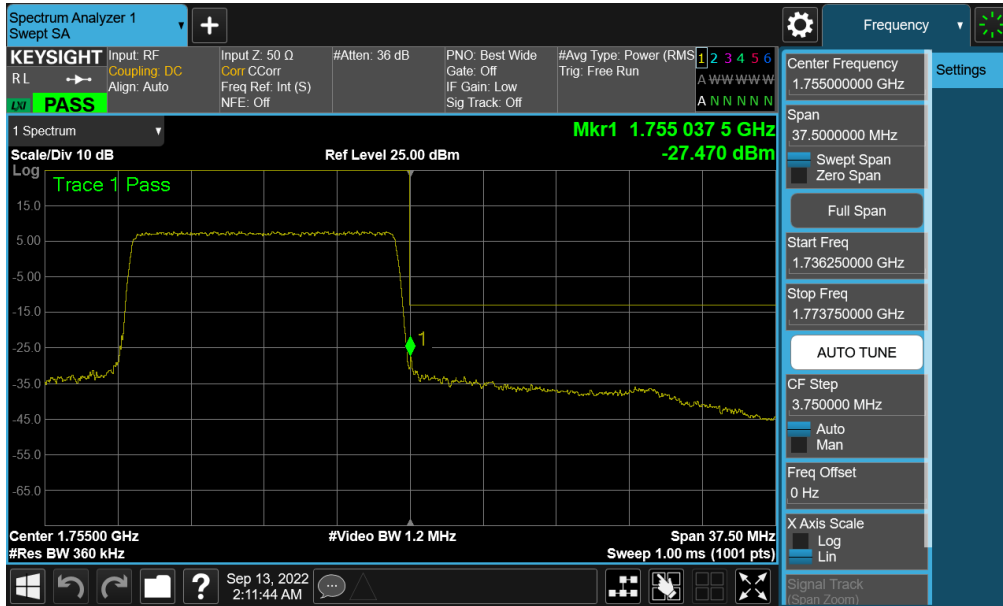 Spectrum Analyzer 1
Swept SA
Frequency
KEYSIGHT
RL
LXI
PASS
Input: RF
Coupling: DC
Align: Auto
Input Z: 50 Ω
Corr CCorr
Freq Ref: Int (S)
NFE: Off
#Atten: 36 dB
PNO: Best Wide
Gate: Off
IF Gain: Low
Sig Track: Off
#Avg Type: Power (RMS
Trig: Free Run
1 2 3 4 5 6
A W W W W W
A N N N N N
1 Spectrum
Mkr1 1.755 037 5 GHz
-27.470 dBm
Scale/Div 10 dB
Ref Level 25.00 dBm
Log
Trace 1 Pass
15.0
5.00
-5.00
-15.0
1
-25.0
-35.0
-45.0
-55.0
-65.0
Center 1.75500 GHz
#Video BW 1.2 MHz
Span 37.50 MHz
#Res BW 360 kHz
Sweep 1.00 ms (1001 pts)
Center Frequency
1.755000000 GHz
Settings
Span
37.5000000 MHz
Swept Span
Zero Span
Full Span
Start Freq
1.736250000 GHz
Stop Freq
1.773750000 GHz
AUTO TUNE
CF Step
3.750000 MHz
Auto
Man
Freq Offset
0 Hz
X Axis Scale
Log
Lin
Signal Track
(Span Zoom)
?
Sep 13, 2022
2:11:44 AM